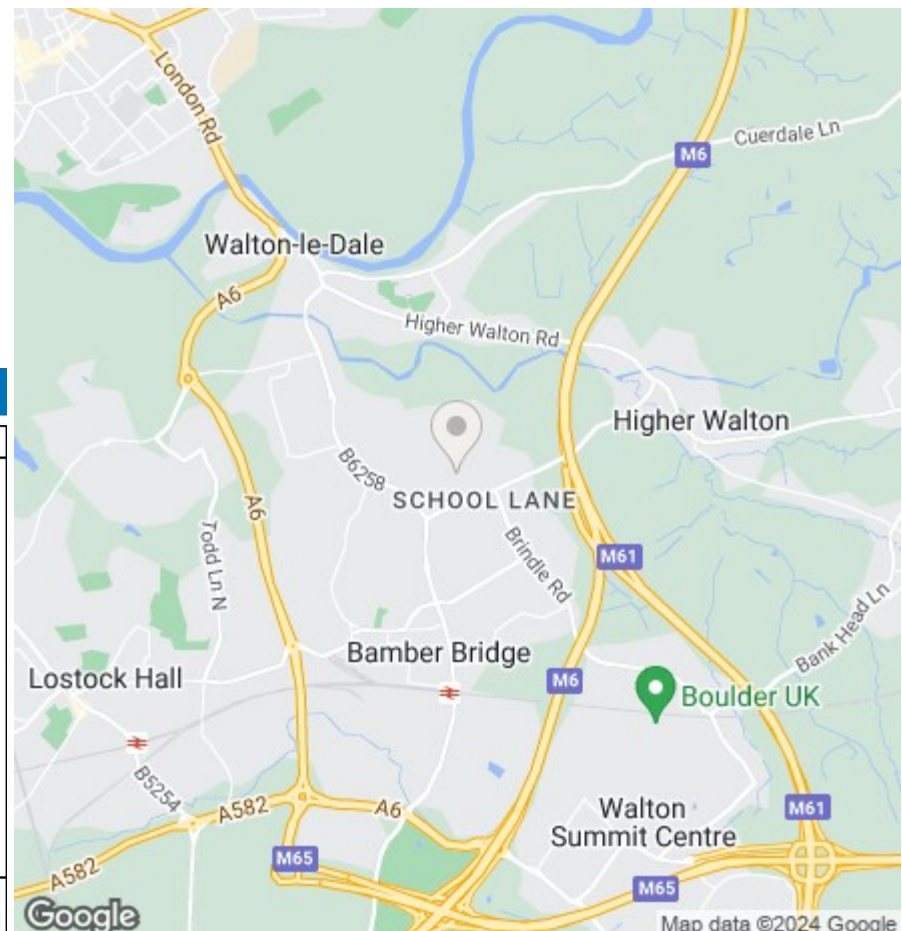 London Rd
M6
Cuerdale Ln
Walton-le-Dale
A6
Higher Walton Rd
Higher Walton
B6258
SCHOOL LANE
A6
Todd Ln N
Brindle Rd
M61
Bank Head Ln
Bamber Bridge
Lostock Hall
M6
Boulder UK
B5254
A582
A6
Walton
Summit Centre
M61
M65
A582
M65
Google
Map data ©2024 Google